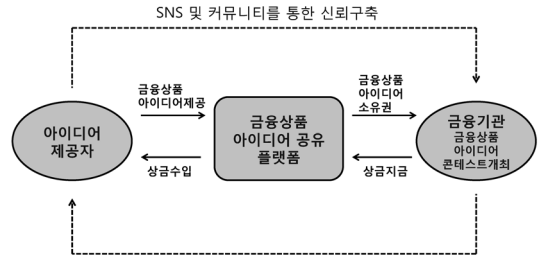 SNS 및 커뮤니티를 통한 신뢰구축
금융상품
아이디어제공
금융상품
아이디어
소유권
아이디어
제공자
금융상품
아이디어 공유
플랫폼
금융기관
금융상품
아이디어
콘테스트개최
상금수입
상금지금